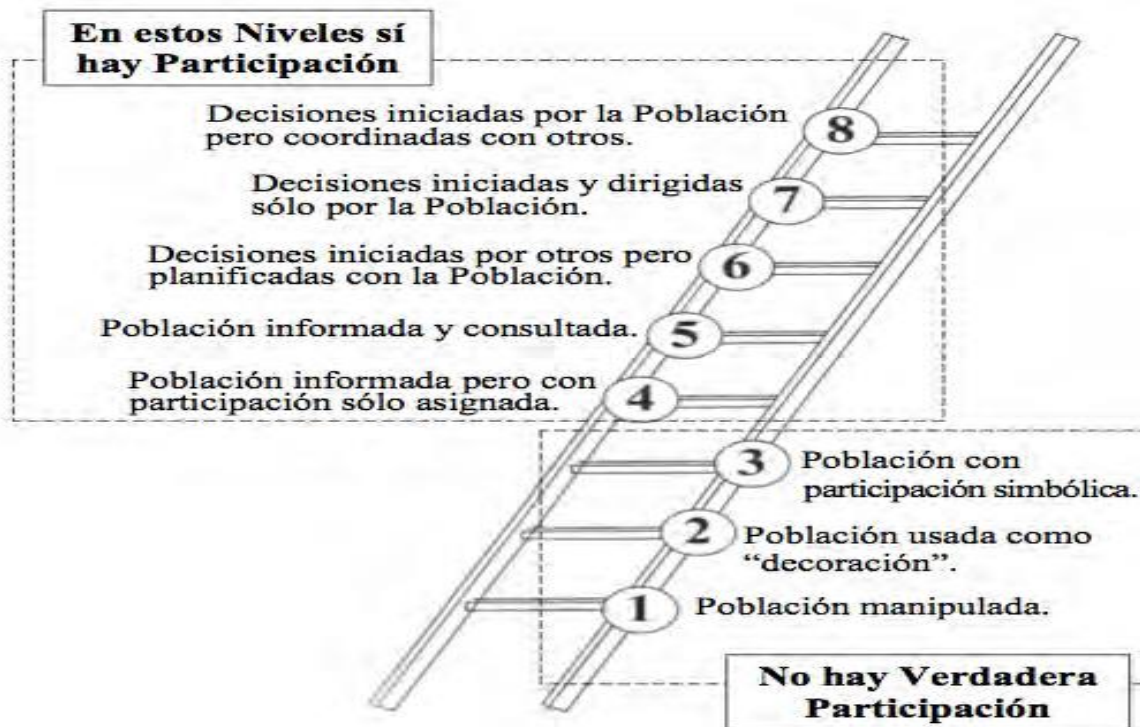 En estos Niveles sí
hay Participación
Decisiones iniciadas por la Población
pero coordinadas con otros.
8
Decisiones iniciadas y dirigidas
sólo por la Población.
7
Decisiones iniciadas por otros pero
planificadas con la Población.
6
Población informada y consultada.
5
Población informada pero con
participación sólo asignada.
4
3
Población con
participación simbólica.
2
Población usada como
“decoración”.
1
Población manipulada.
No hay Verdadera
Participación